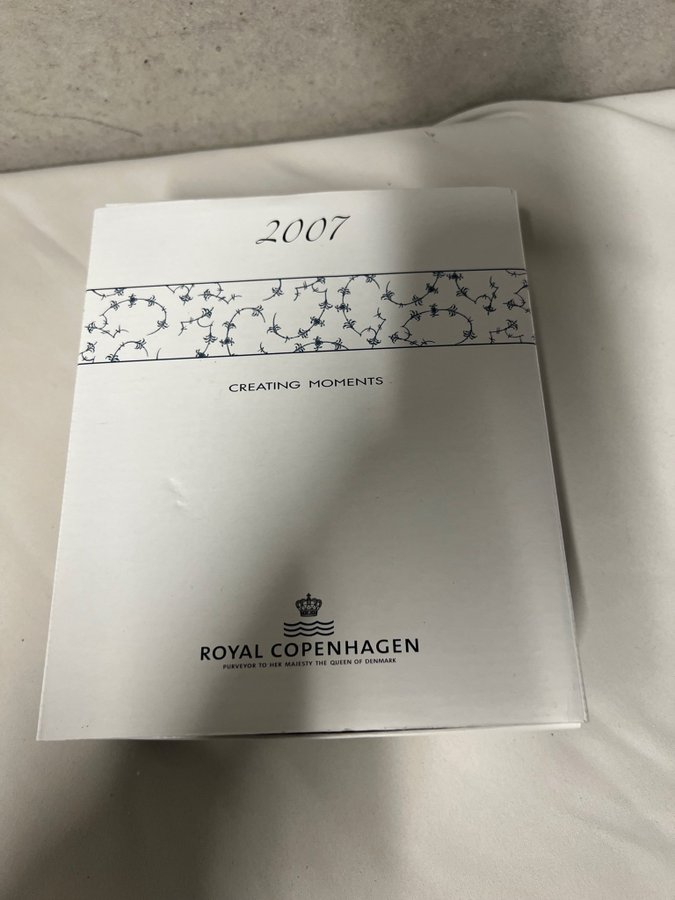 2007
CREATING MOMENTS
ROYAL COPENHAGEN
PURVEYOR TO HER MAJESTY THE QUEEN OF DENMARK